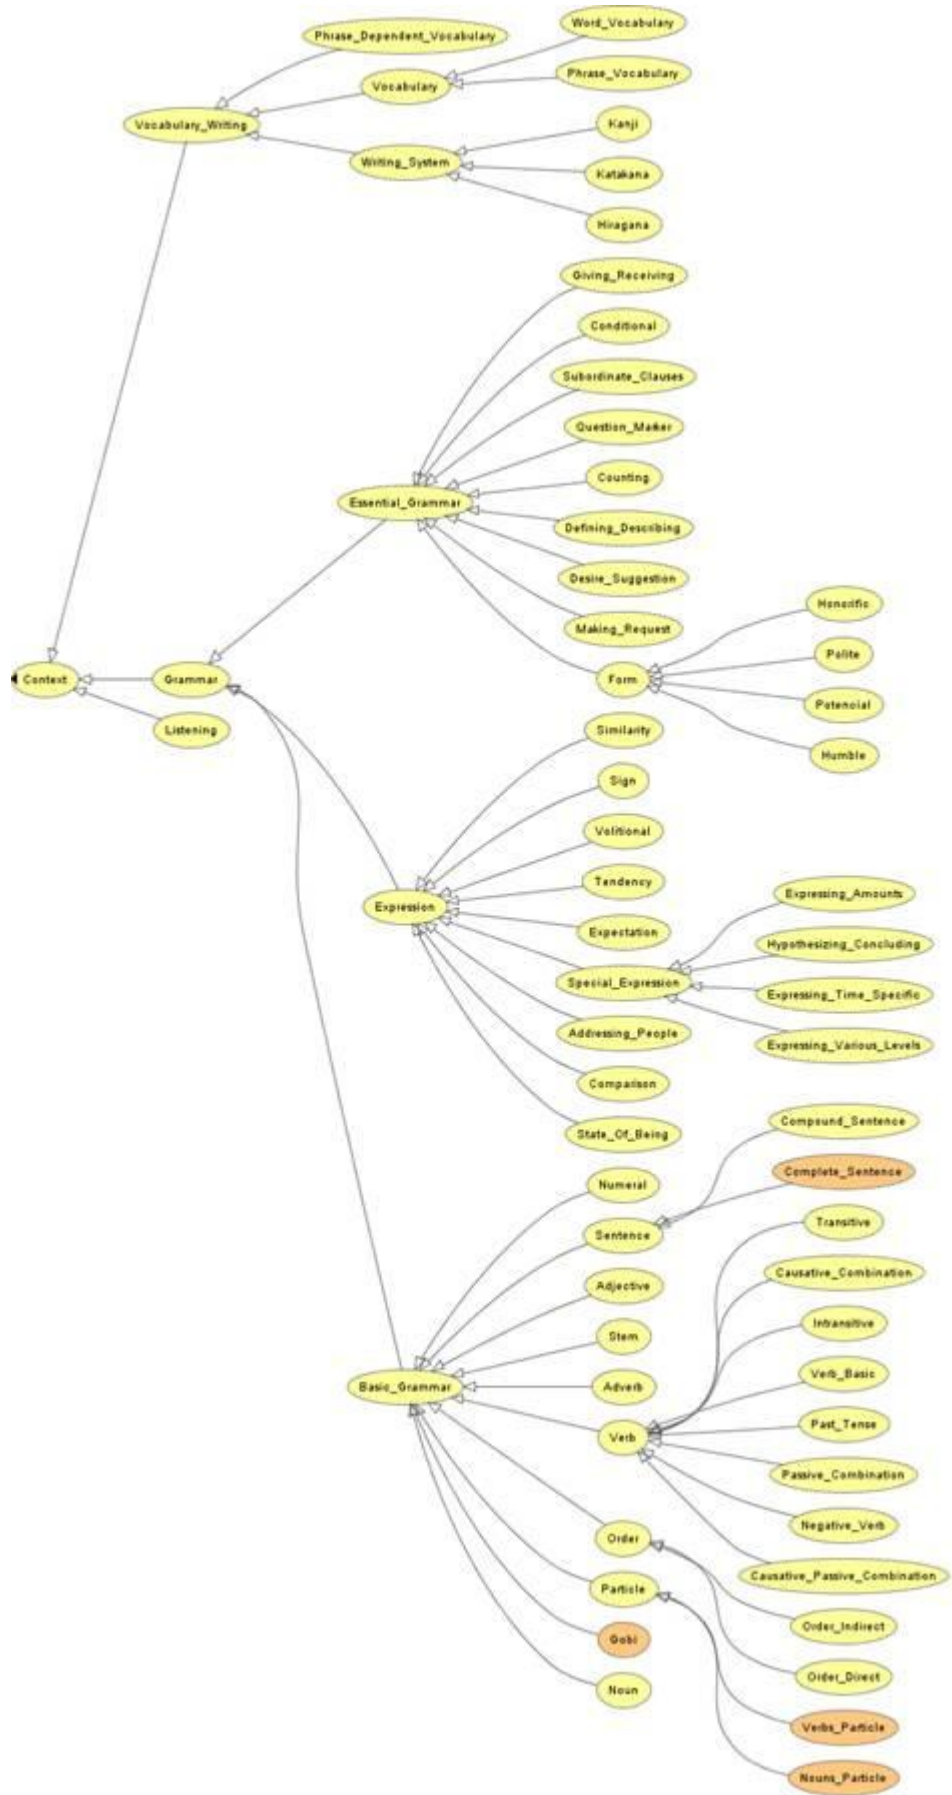 Word_Vocabulary
Phrase_Dependent_Vocabulary
Phrase_Vocabulary
Vocabulary
Vocabulary_Writing
Kanji
Writing_System
Katakana
Hiragana
Giving_Receiving
Conditional
Subordinate_Clauses
Question_Marker
Counting
Essential_Grammar
Defining_Describing
Desire_Suggestion
Making_Request
Honorific
Polite
Form
Context
Grammar
Potencial
Listening
Similarity
Humble
Sign
Volitional
Tendency
Expression
Expectation
Special_Expression
Expressing_Amounts
Hypothesizing_Concluding
Expressing_Time_Specific
Addressing_People
Expressing_Various_Levels
Comparison
State_Of_Being
Compound_Sentence
Complete_Sentence
Numeral
Sentence
Transitive
Causative_Combination
Adjective
Intransitive
Stem
Verb_Basic
Basic_Grammar
Adverb
Past_Tense
Verb
Passive_Combination
Negative_Verb
Order
Causative_Passive_Combination
Particle
Order_Indirect
Gobi
Order_Direct
Noun
Verbs_Particle
Nouns_Particle